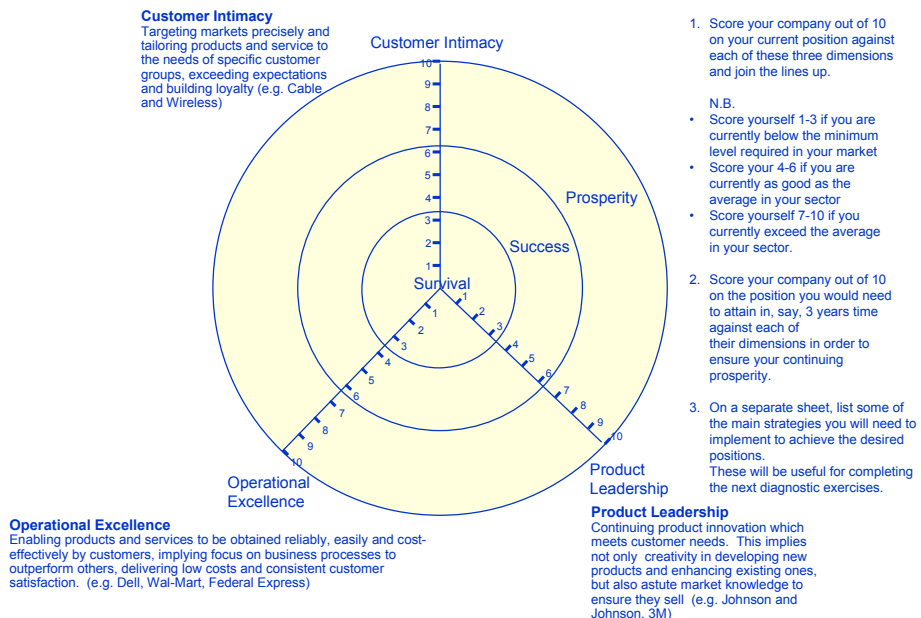 Customer Intimacy
Targeting markets precisely and
tailoring products and service to
the needs of specific customer
groups, exceeding expectations
and building loyalty (e.g. Cable
and Wireless)
Customer Intimacy
10
9
8
7
6
5
4
3
2
1
Prosperity
Success
Survival
1
2
3
4
5
6
7
8
9
10
1
2
3
4
5
6
7
8
9
10
Operational
Excellence
Product
Leadership
Operational Excellence
Enabling products and services to be obtained reliably, easily and cost-
effectively by customers, implying focus on business processes to
outperform others, delivering low costs and consistent customer
satisfaction. (e.g. Dell, Wal-Mart, Federal Express)
Product Leadership
Continuing product innovation which
meets customer needs. This implies
not only creativity in developing new
products and enhancing existing ones,
but also astute market knowledge to
ensure they sell (e.g. Johnson and
Johnson, 3M)
1. Score your company out of 10
on your current position against
each of these three dimensions
and join the lines up.
N.B.
• Score yourself 1-3 if you are
currently below the minimum
level required in your market
• Score your 4-6 if you are
currently as good as the
average in your sector
• Score yourself 7-10 if you
currently exceed the average
in your sector.
2. Score your company out of 10
on the position you would need
to attain in, say, 3 years time
against each of
their dimensions in order to
ensure your continuing
prosperity.
3. On a separate sheet, list some of
the main strategies you will need to
implement to achieve the desired
positions.
These will be useful for completing
the next diagnostic exercises.